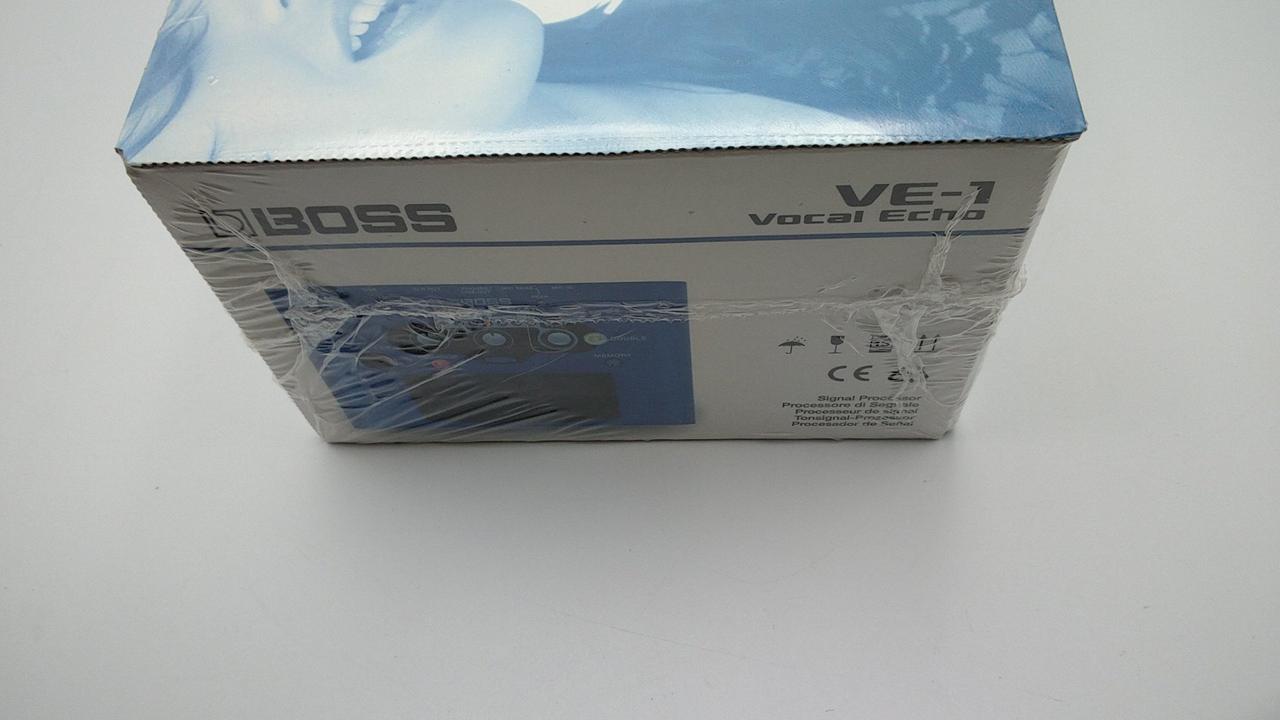 BOSS
VE-1
Vocal Echo
BOSS
DOUBLE
MEMORY
CE
Signal Processor
Processore di Segnale
Processeur de signal
Tonsignal-Prozessor
Procesador de Señal